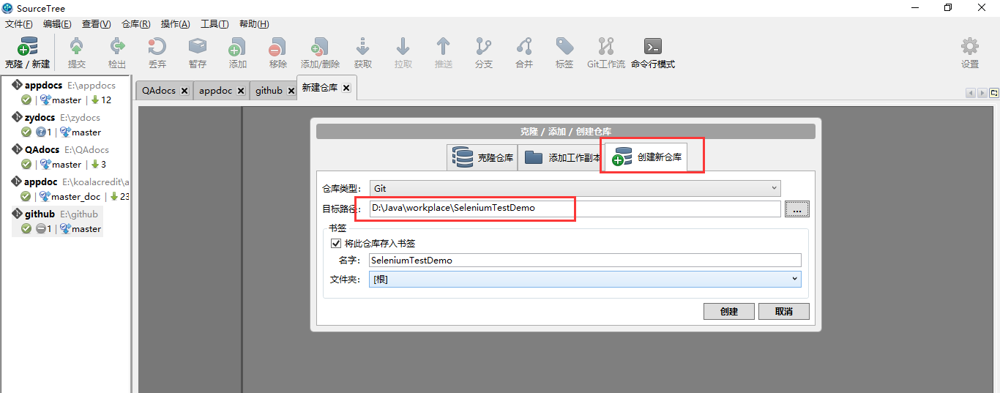 SourceTree
文件(F) 编辑(E) 查看(V) 仓库(R) 操作(A) 工具(T) 帮助(H)
克隆 / 新建 提交 检出 丢弃 暂存 添加 移除 添加/删除 获取 拉取 推送 分支 合并 标签 Git工作流 命令行模式 设置
appdocs E:\appdocs
master | 12
zydocs E:\zydocs
1 | master
QAdocs E:\QAdocs
master | 3
appdoc E:\koalacredit\a
master_doc | 23
github E:\github
1 | master
QAdocs appdoc github 新建仓库
克隆 / 添加 / 创建仓库
克隆仓库 添加工作副本 创建新仓库
仓库类型: Git
目标路径: D:\Java\workplace\SeleniumTestDemo ...
书签
将此仓库存入书签
名字: SeleniumTestDemo
文件夹: [根]
创建 取消